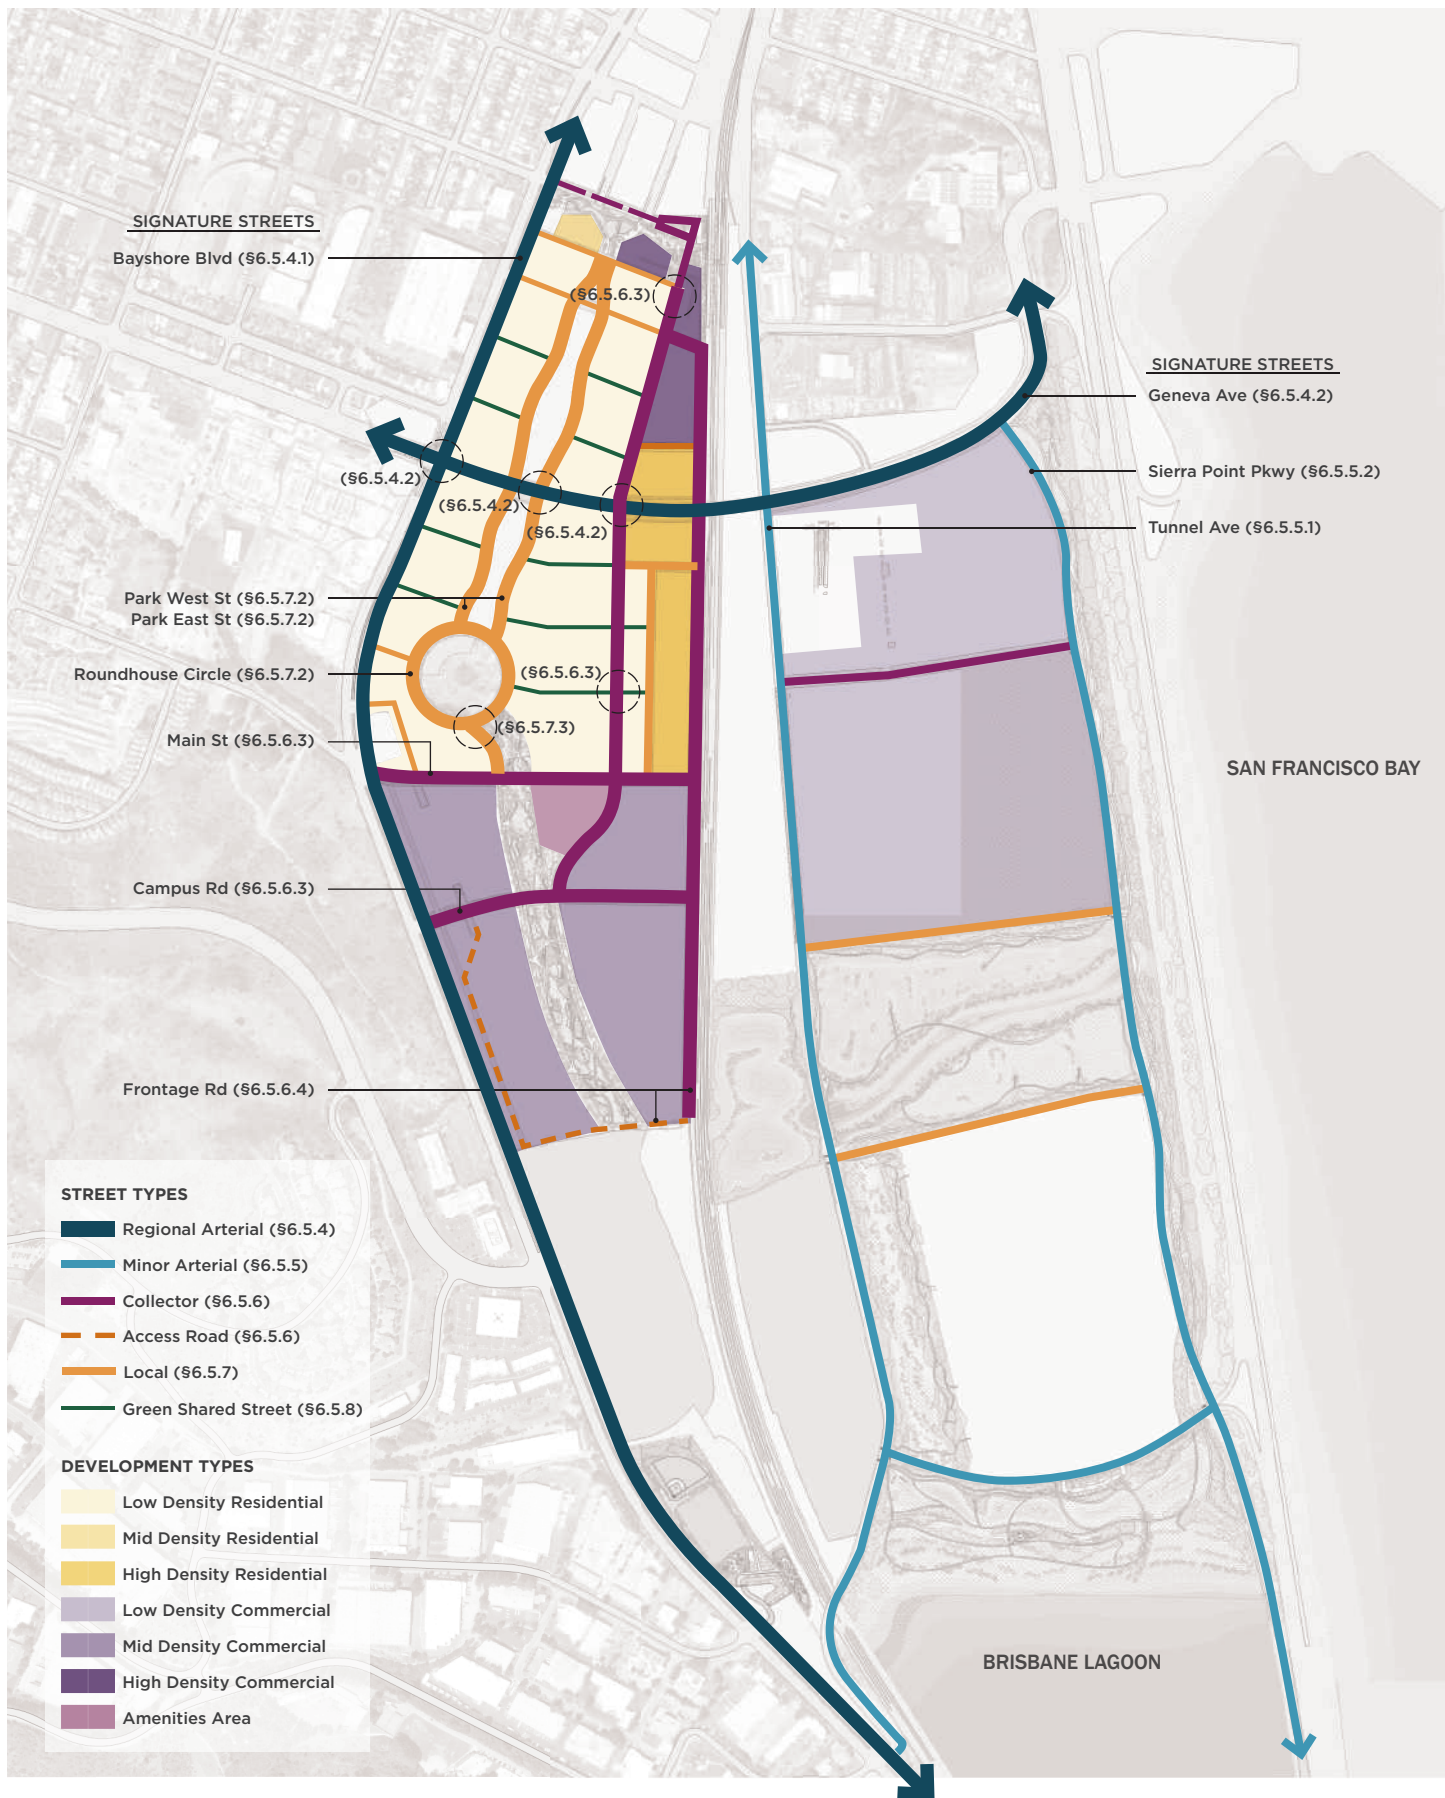 SIGNATURE STREETS
Bayshore Blvd (§6.5.4.1)
(§6.5.6.3)
SIGNATURE STREETS
Geneva Ave (§6.5.4.2)
Sierra Point Pkwy (§6.5.5.2)
Tunnel Ave (§6.5.5.1)
(§6.5.4.2)
(§6.5.4.2)
(§6.5.4.2)
Park West St (§6.5.7.2)
Park East St (§6.5.7.2)
Roundhouse Circle (§6.5.7.2)
(§6.5.6.3)
(§6.5.7.3)
Main St (§6.5.6.3)
SAN FRANCISCO BAY
Campus Rd (§6.5.6.3)
Frontage Rd (§6.5.6.4)
STREET TYPES
Regional Arterial (§6.5.4)
Minor Arterial (§6.5.5)
Collector (§6.5.6)
Access Road (§6.5.6)
Local (§6.5.7)
Green Shared Street (§6.5.8)
DEVELOPMENT TYPES
Low Density Residential
Mid Density Residential
High Density Residential
Low Density Commercial
Mid Density Commercial
High Density Commercial
Amenities Area
BRISBANE LAGOON